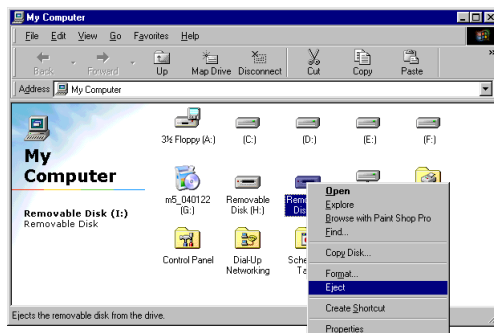 My Computer
File Edit View Go Favorites Help
Back Forward Up Map Drive Disconnect Cut Copy Paste »
Address My Computer
3½ Floppy (A:) (C:) (D:) (E:) (F:)
My
Computer
m5_040122
(G:)
Removable
Disk (H:)
Removable Disk (I:)
Removable Disk
Control Panel
Dial-Up
Networking
Open
Explore
Browse with Paint Shop Pro
Find...
Copy Disk...
Format...
Eject
Create Shortcut
Properties
Ejects the removable disk from the drive.